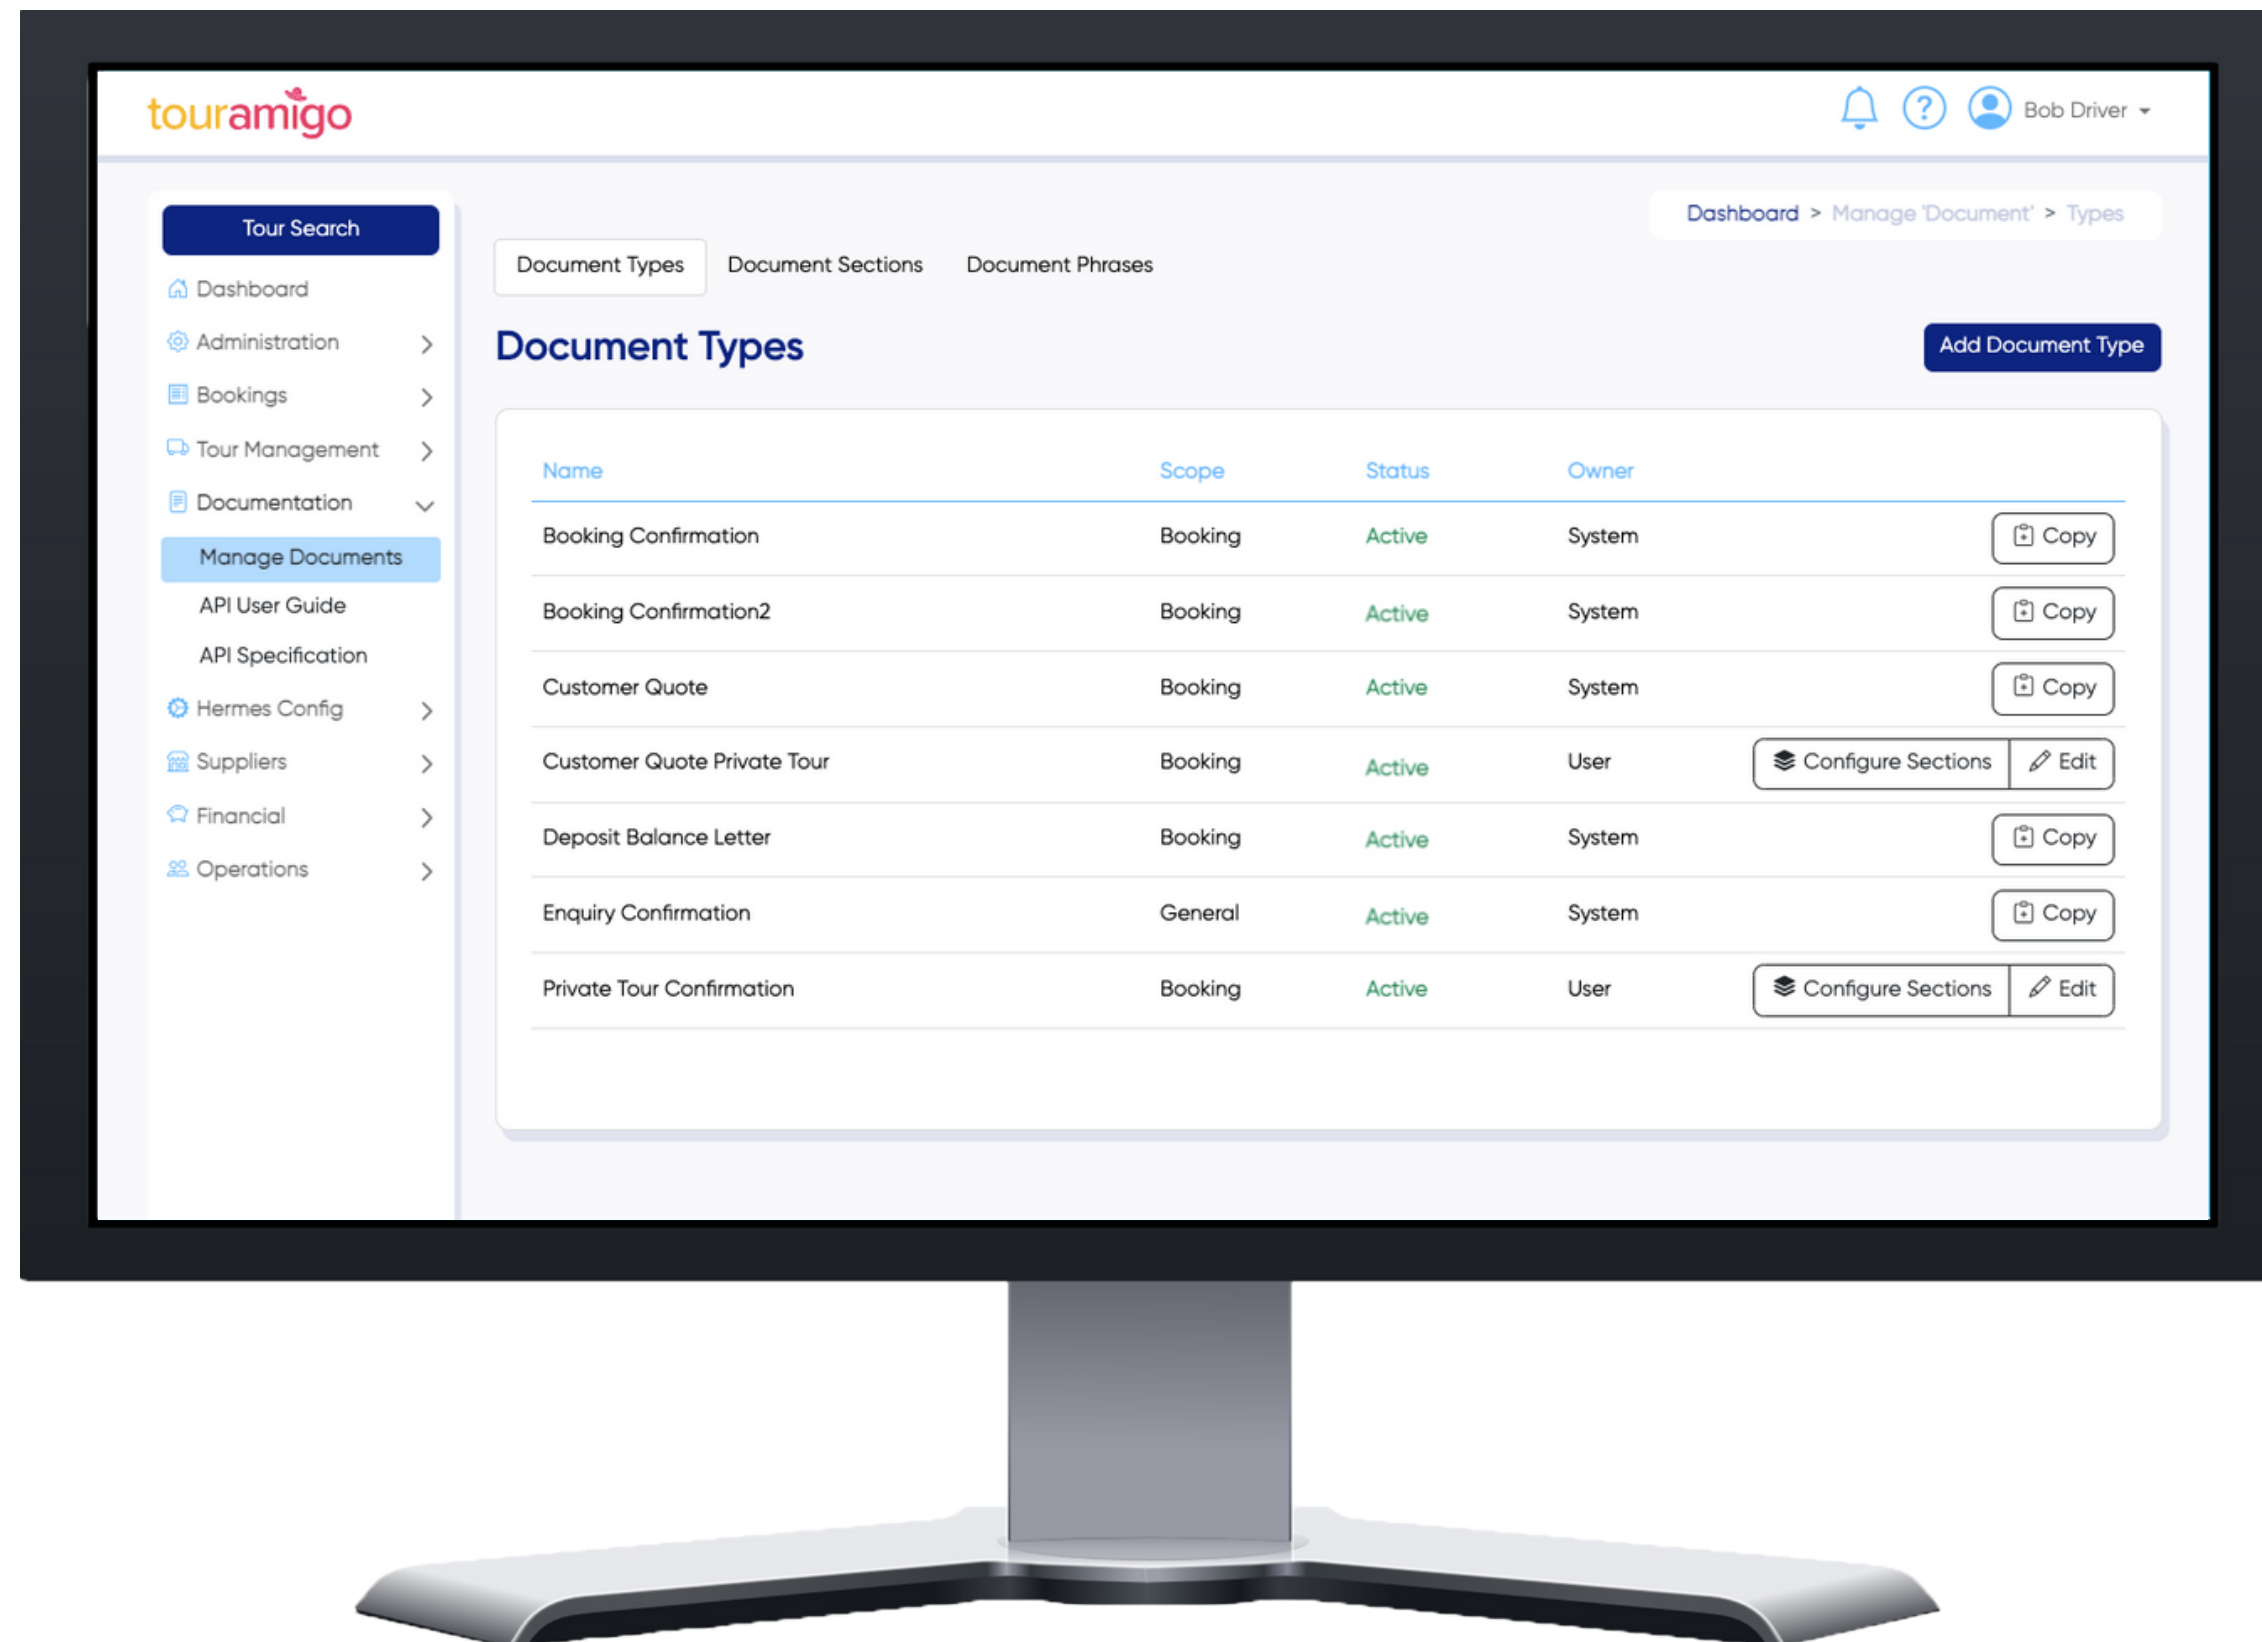 touramigo
Bob Driver
Tour Search
Dashboard
Administration
Bookings
Tour Management
Documentation
Manage Documents
API User Guide
API Specification
Hermes Config
Suppliers
Financial
Operations
Dashboard > Manage 'Document' > Types
Document Types Document Sections Document Phrases
Document Types
Add Document Type
Name Scope Status Owner
Booking Confirmation Booking Active System Copy
Booking Confirmation2 Booking Active System Copy
Customer Quote Booking Active System Copy
Customer Quote Private Tour Booking Active User Configure Sections Edit
Deposit Balance Letter Booking Active System Copy
Enquiry Confirmation General Active System Copy
Private Tour Confirmation Booking Active User Configure Sections Edit